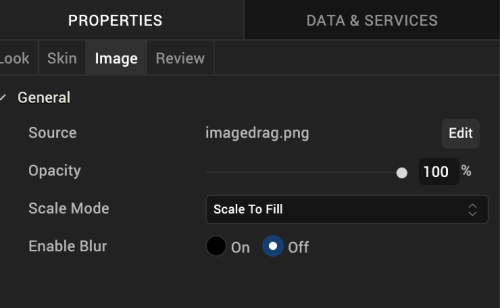 PROPERTIES DATA & SERVICES
Look Skin Image Review
General
Source imagedrag.png Edit
Opacity 100 %
Scale Mode Scale To Fill
Enable Blur On Off